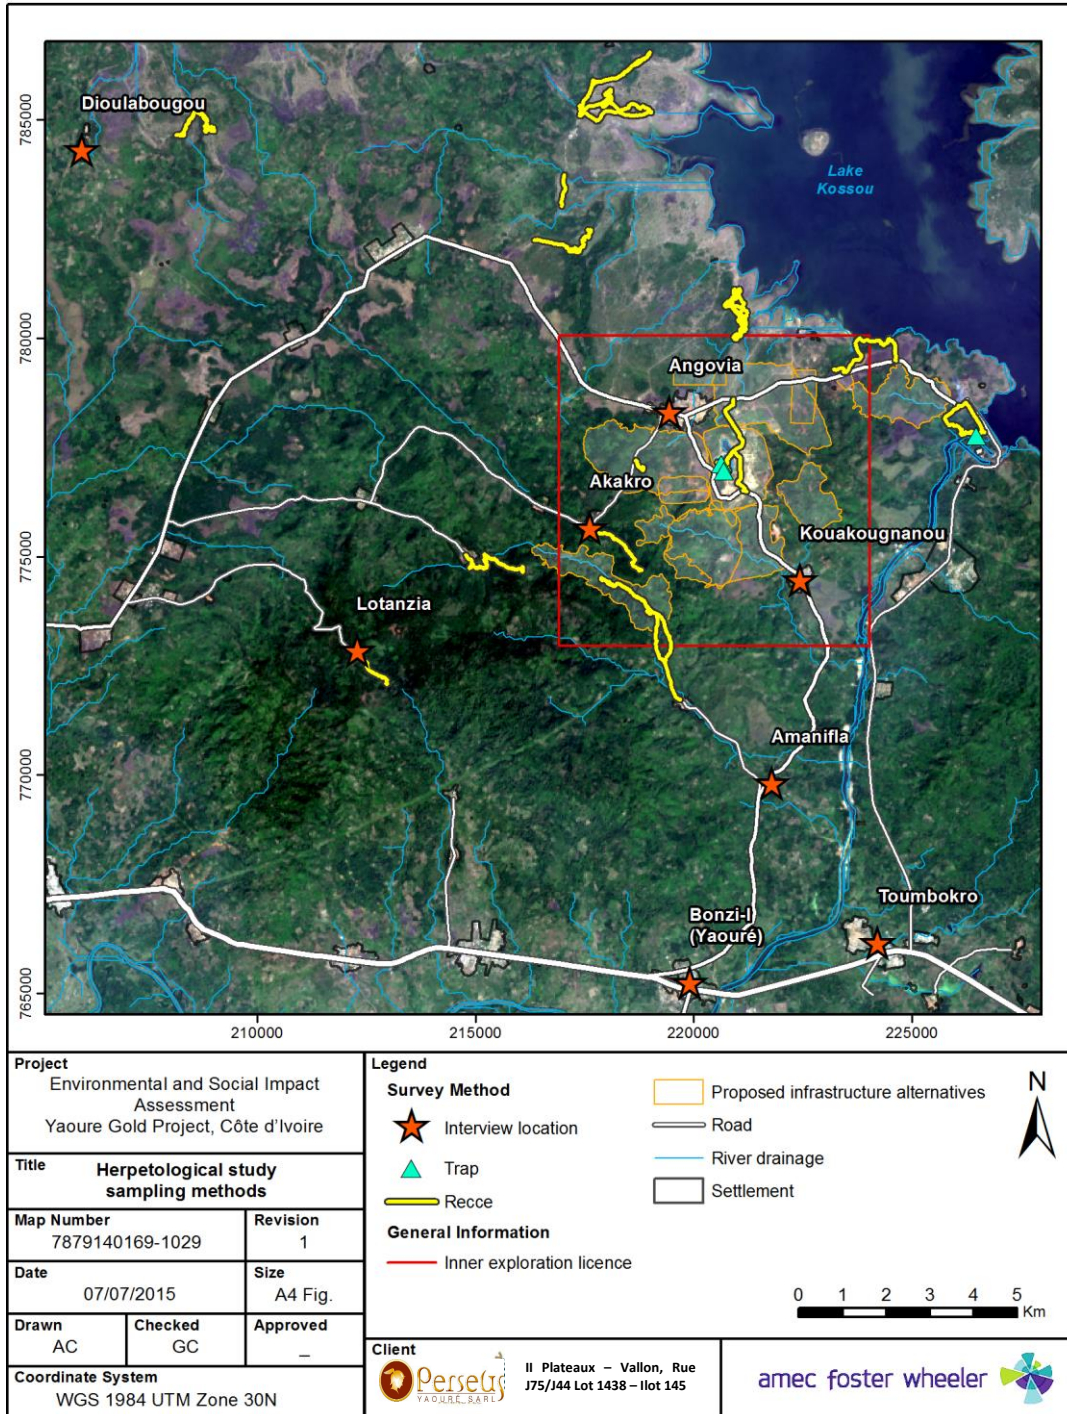 Dioulabougou
Lake
Kossou
Angovia
Akakro
Kouakougnanou
Lotanzia
Amanifla
Toumbokro
Bonzi-I
(Yaouré)
785000
780000
775000
770000
765000
210000
215000
220000
225000
Project
Environmental and Social Impact
Assessment
Yaoure Gold Project, Côte d'Ivoire
Title
Herpetological study
sampling methods
Map Number
7879140169-1029
Revision
1
Date
07/07/2015
Size
A4 Fig.
Drawn
AC
Checked
GC
Approved
_
Coordinate System
WGS 1984 UTM Zone 30N
Legend
Survey Method
Interview location
Trap
Recce
General Information
Inner exploration licence
Proposed infrastructure alternatives
Road
River drainage
Settlement
N
0 1 2 3 4 5
Km
Client
Perseus
YAOURÉ SARL
II Plateaux – Vallon, Rue
J75/J44 Lot 1438 – Ilot 145
amec foster wheeler